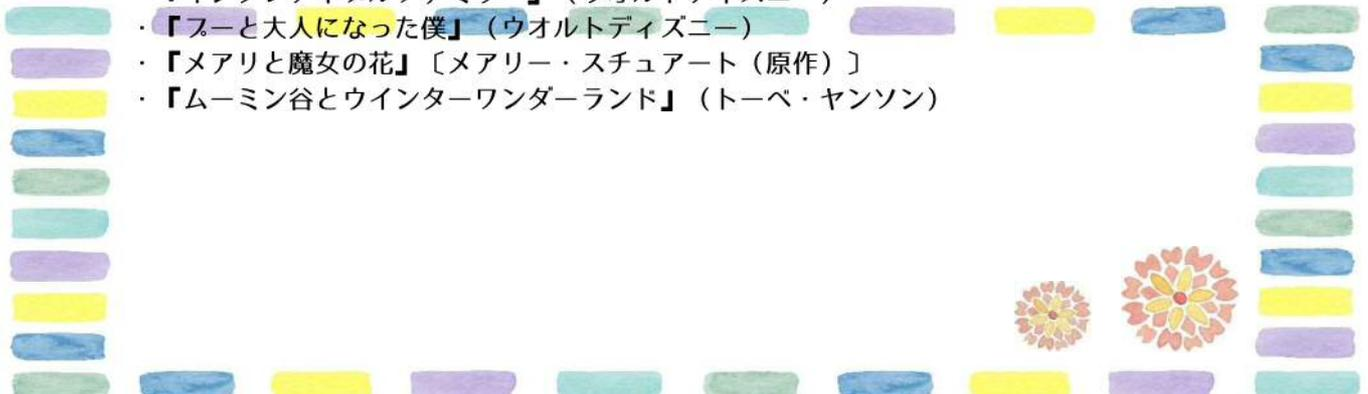 ・『プーと大人になった僕』（ウオルトディズニー）
・『メアリと魔女の花』〔メアリー・スチュアート（原作）〕
・『ムーミン谷とウインターワンダーランド』（トーベ・ヤンソン）